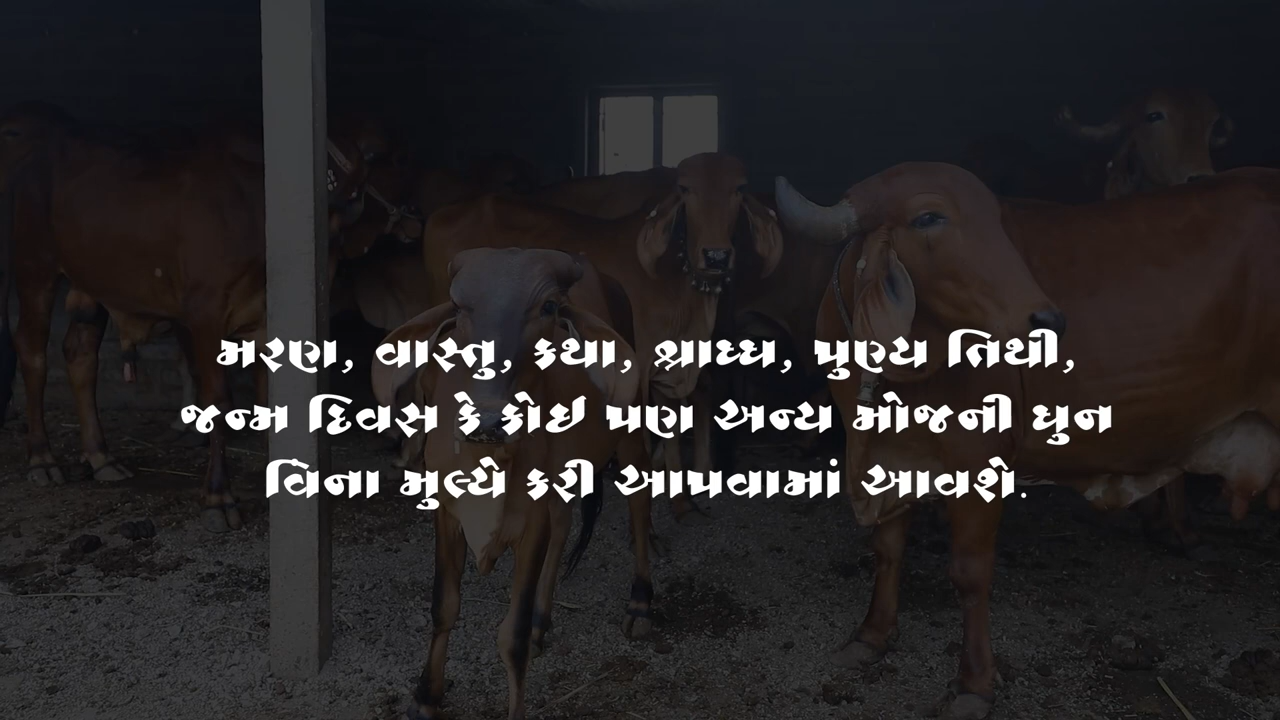 મરણ, વાસ્તુ, કથા, શ્રાધ્ધ, પુણ્ય તિથી,
જન્મ દિવસ કે કોઈ પણ અન્ય મોજની ધુન
વિના મુલ્યે કરી આપવામાં આવશે.